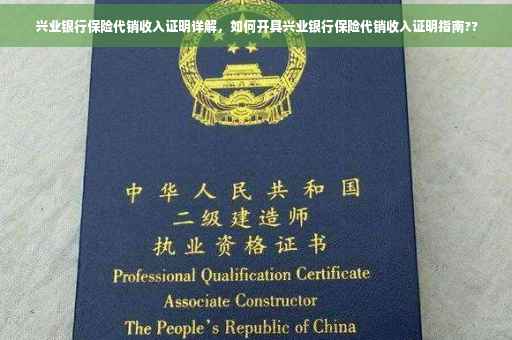 兴业银行保险代销收入证明详解，如何开具兴业银行保险代销收入证明指南??
中华人民共和国
二级建造师
执业资格证书
Professional Qualification Certificate
Associate Constructor
The People's Republic of China